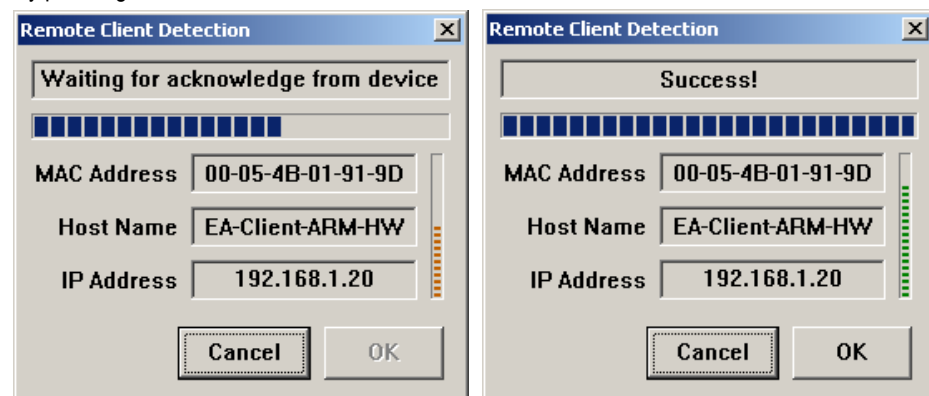 Remote Client Detection
Waiting for acknowledge from device
MAC Address 00-05-4B-01-91-9D
Host Name EA-Client-ARM-HW
IP Address 192.168.1.20
Cancel OK
Remote Client Detection
Success!
MAC Address 00-05-4B-01-91-9D
Host Name EA-Client-ARM-HW
IP Address 192.168.1.20
Cancel OK